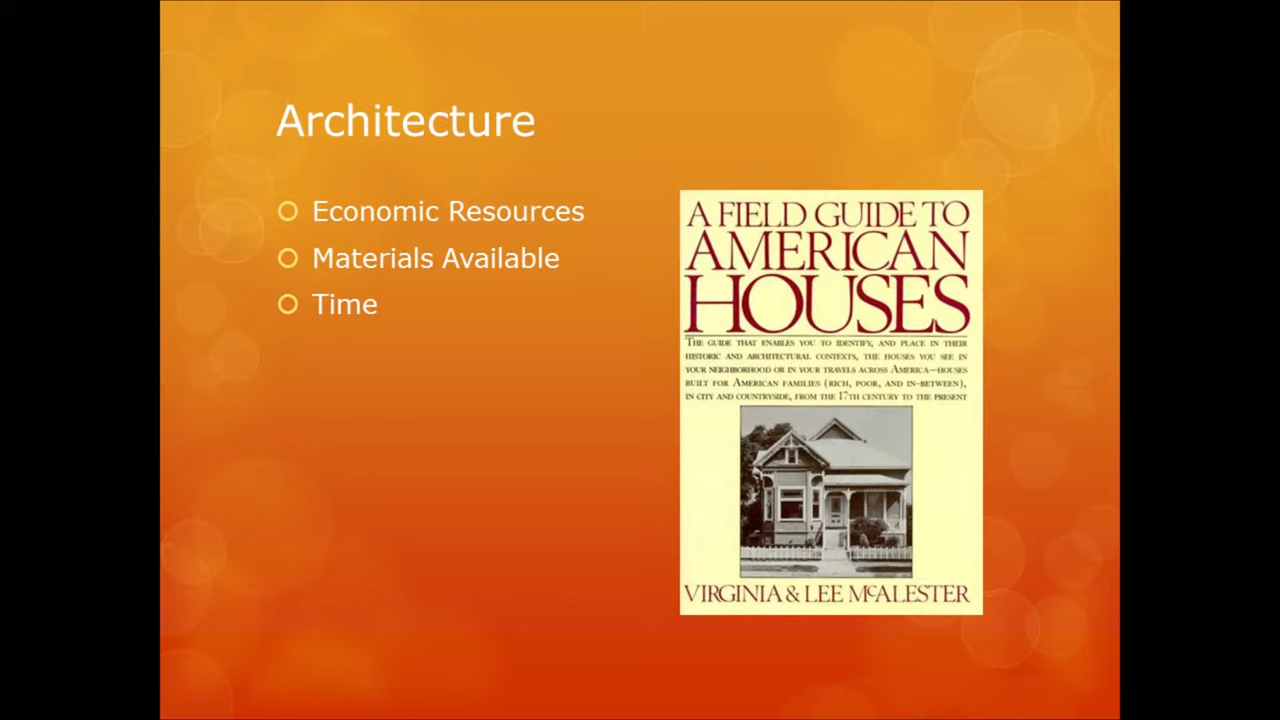 Architecture
Economic Resources
Materials Available
Time
A FIELD GUIDE TO
AMERICAN
HOUSES
THE GUIDE THAT ENABLES YOU TO IDENTIFY, AND PLACE IN THEIR
HISTORIC AND ARCHITECTURAL CONTEXTS, THE HOUSES YOU SEE IN
YOUR NEIGHBORHOOD OR IN YOUR TRAVELS ACROSS AMERICA—HOUSES
BUILT FOR AMERICAN FAMILIES (RICH, POOR, AND IN-BETWEEN),
IN CITY AND COUNTRYSIDE, FROM THE 17TH CENTURY TO THE PRESENT
VIRGINIA & LEE McALESTER